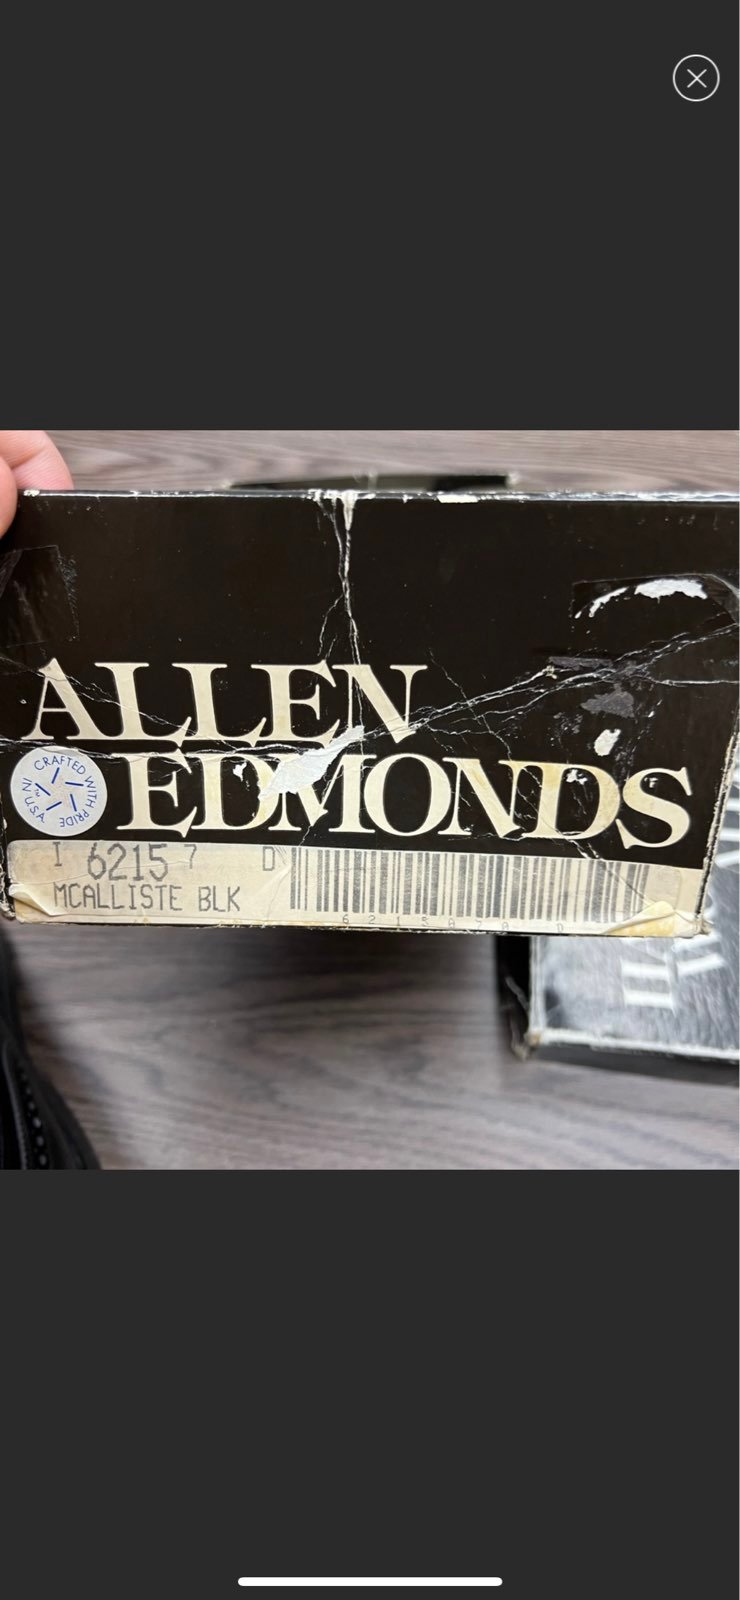 ALLEN
EDMONDS
CRAFTED WITH PRIDE IN U.S.A.
I 6215 7 D
MCALLISTE BLK